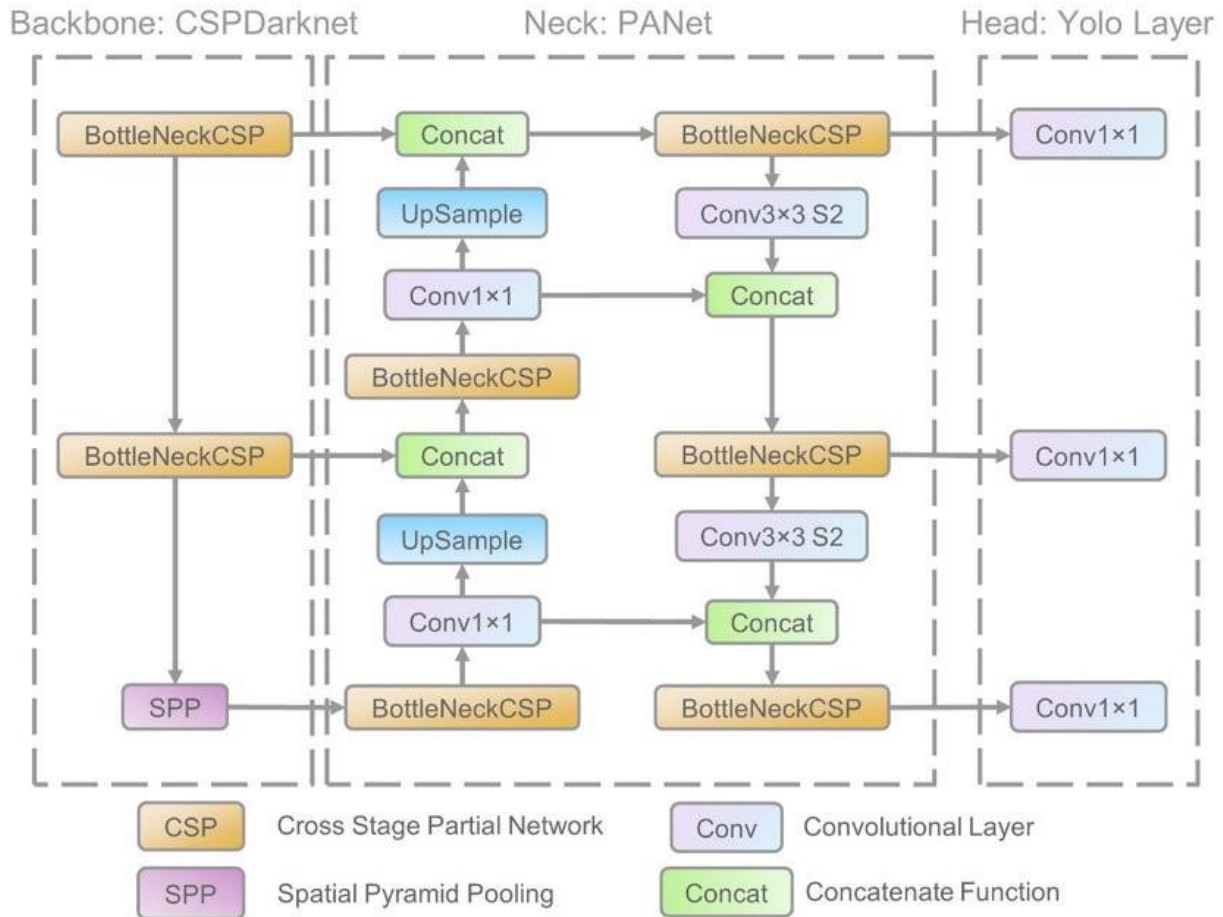 Backbone: CSPDarknet
Neck: PANet
Head: Yolo Layer
BottleNeckCSP
Concat
BottleNeckCSP
Conv1×1
UpSample
Conv3×3 S2
Conv1×1
Concat
BottleNeckCSP
BottleNeckCSP
Concat
BottleNeckCSP
Conv1×1
UpSample
Conv3×3 S2
Conv1×1
Concat
SPP
BottleNeckCSP
BottleNeckCSP
Conv1×1
CSP
Cross Stage Partial Network
Conv
Convolutional Layer
SPP
Spatial Pyramid Pooling
Concat
Concatenate Function